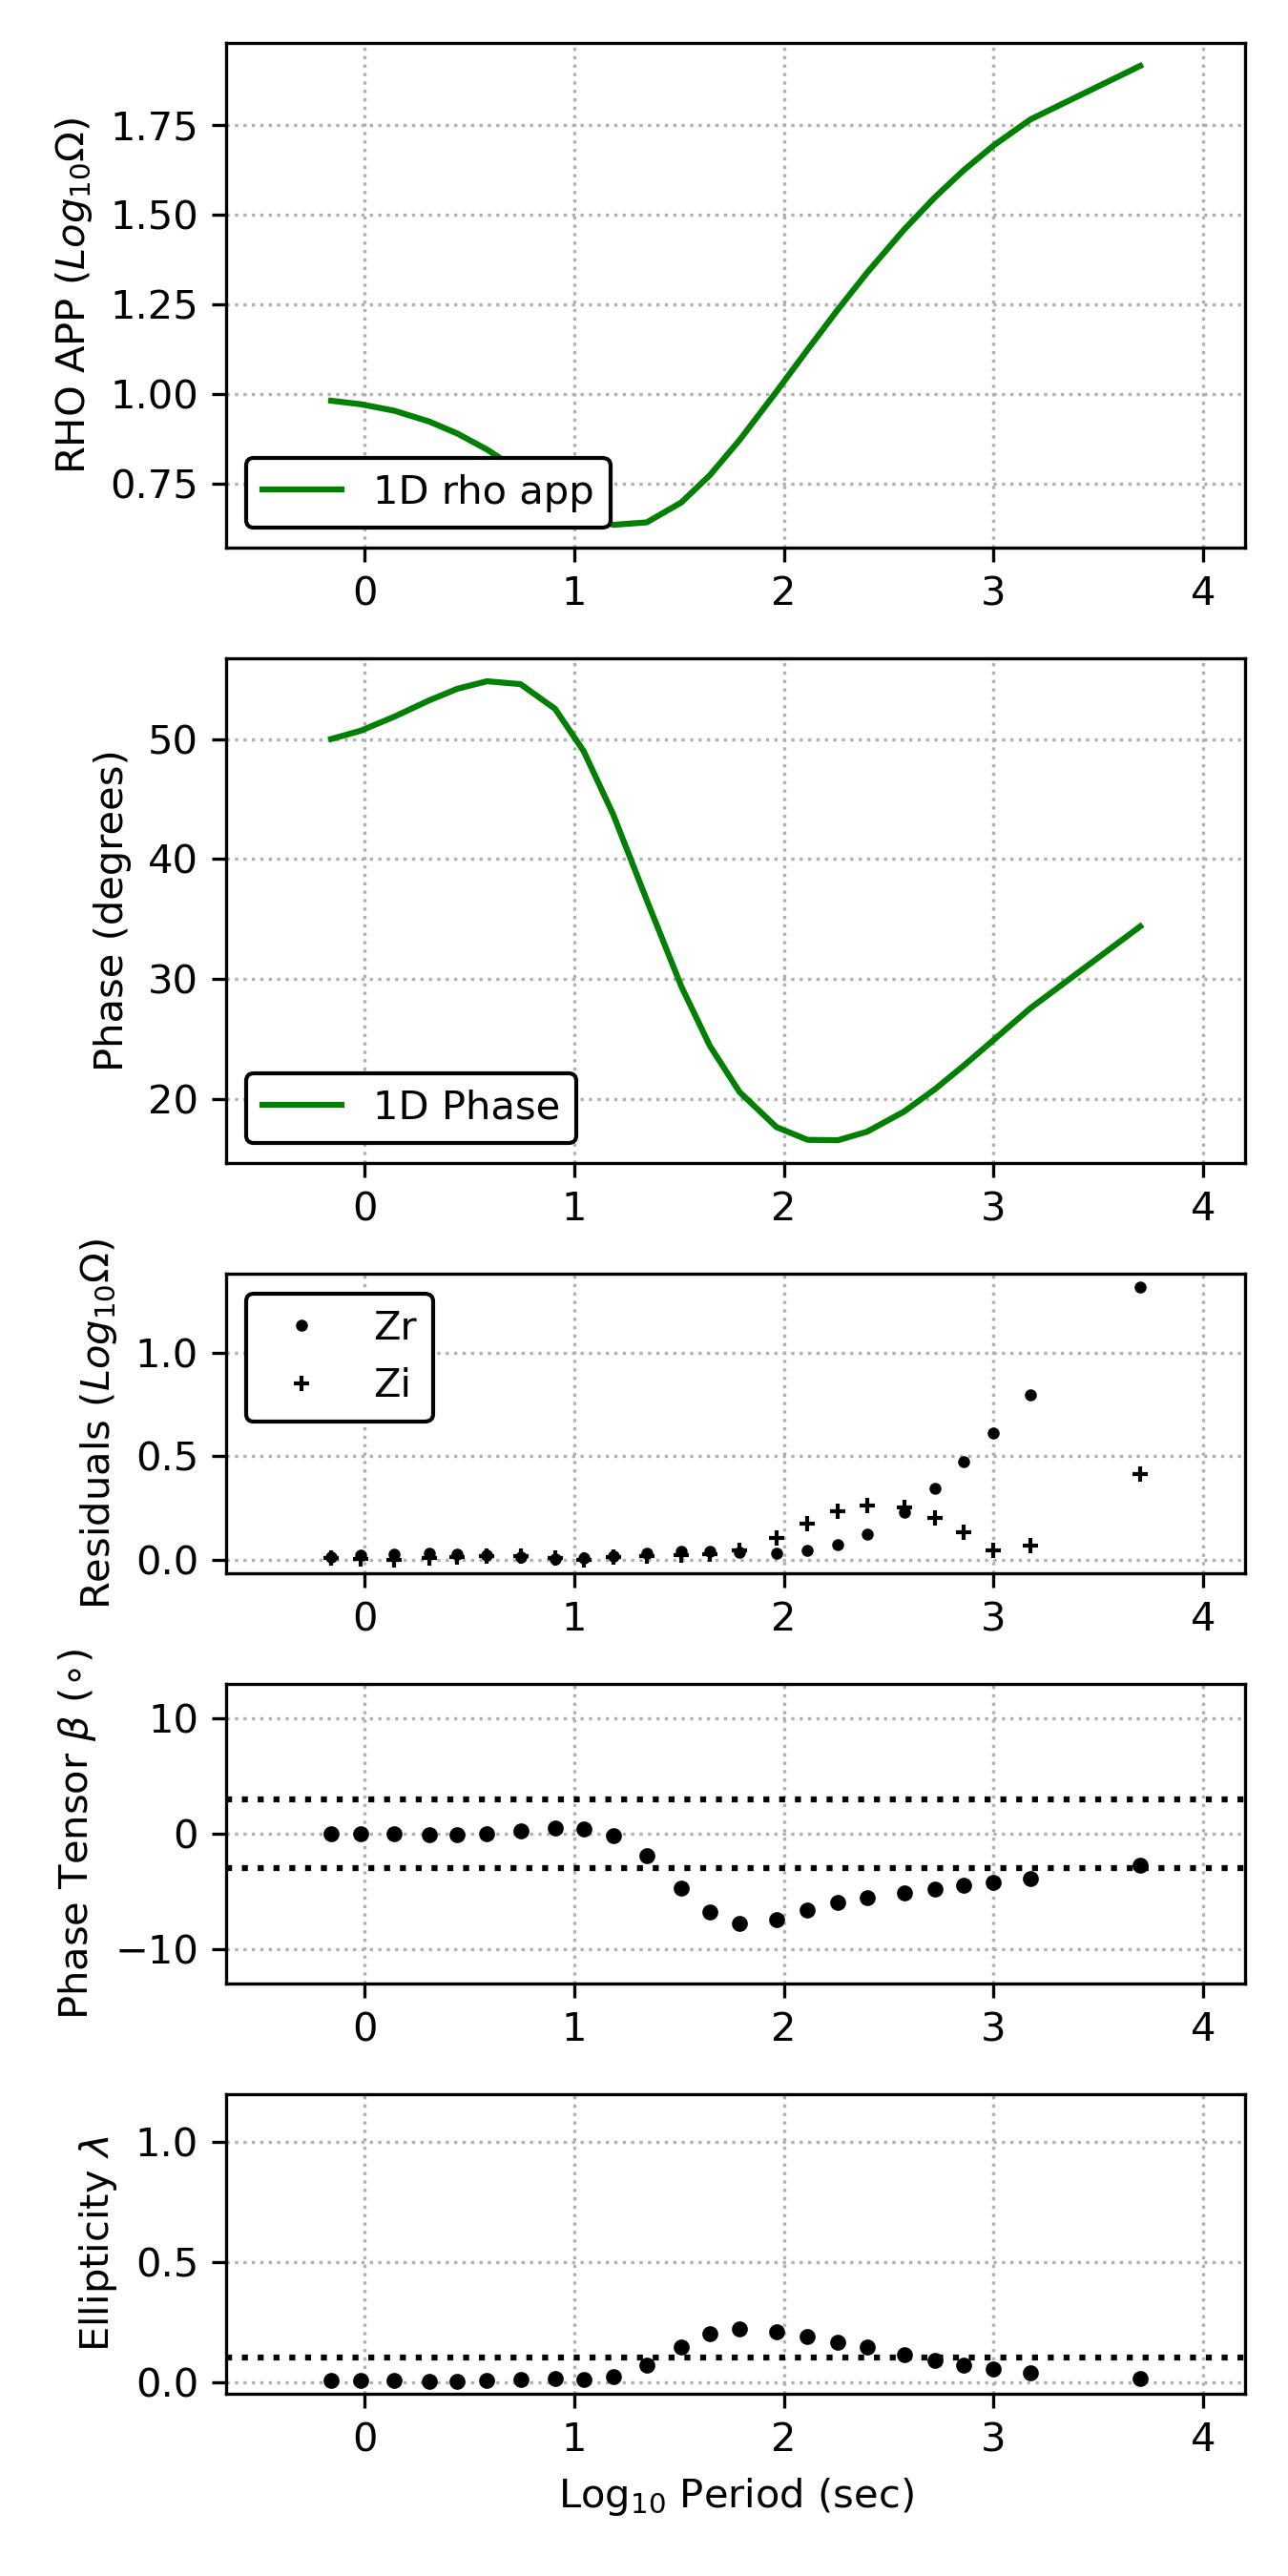 RHO APP (Log₁₀Ω)
1.75
1.50
1.25
1.00
0.75
1D rho app
0 1 2 3 4
Phase (degrees)
50
40
30
20
1D Phase
0 1 2 3 4
Residuals (Log₁₀Ω)
1.0
0.5
0.0
Zr
Zi
0 1 2 3 4
Phase Tensor β (∘)
10
0
−10
0 1 2 3 4
Ellipticity λ
1.0
0.5
0.0
0 1 2 3 4
Log₁₀ Period (sec)